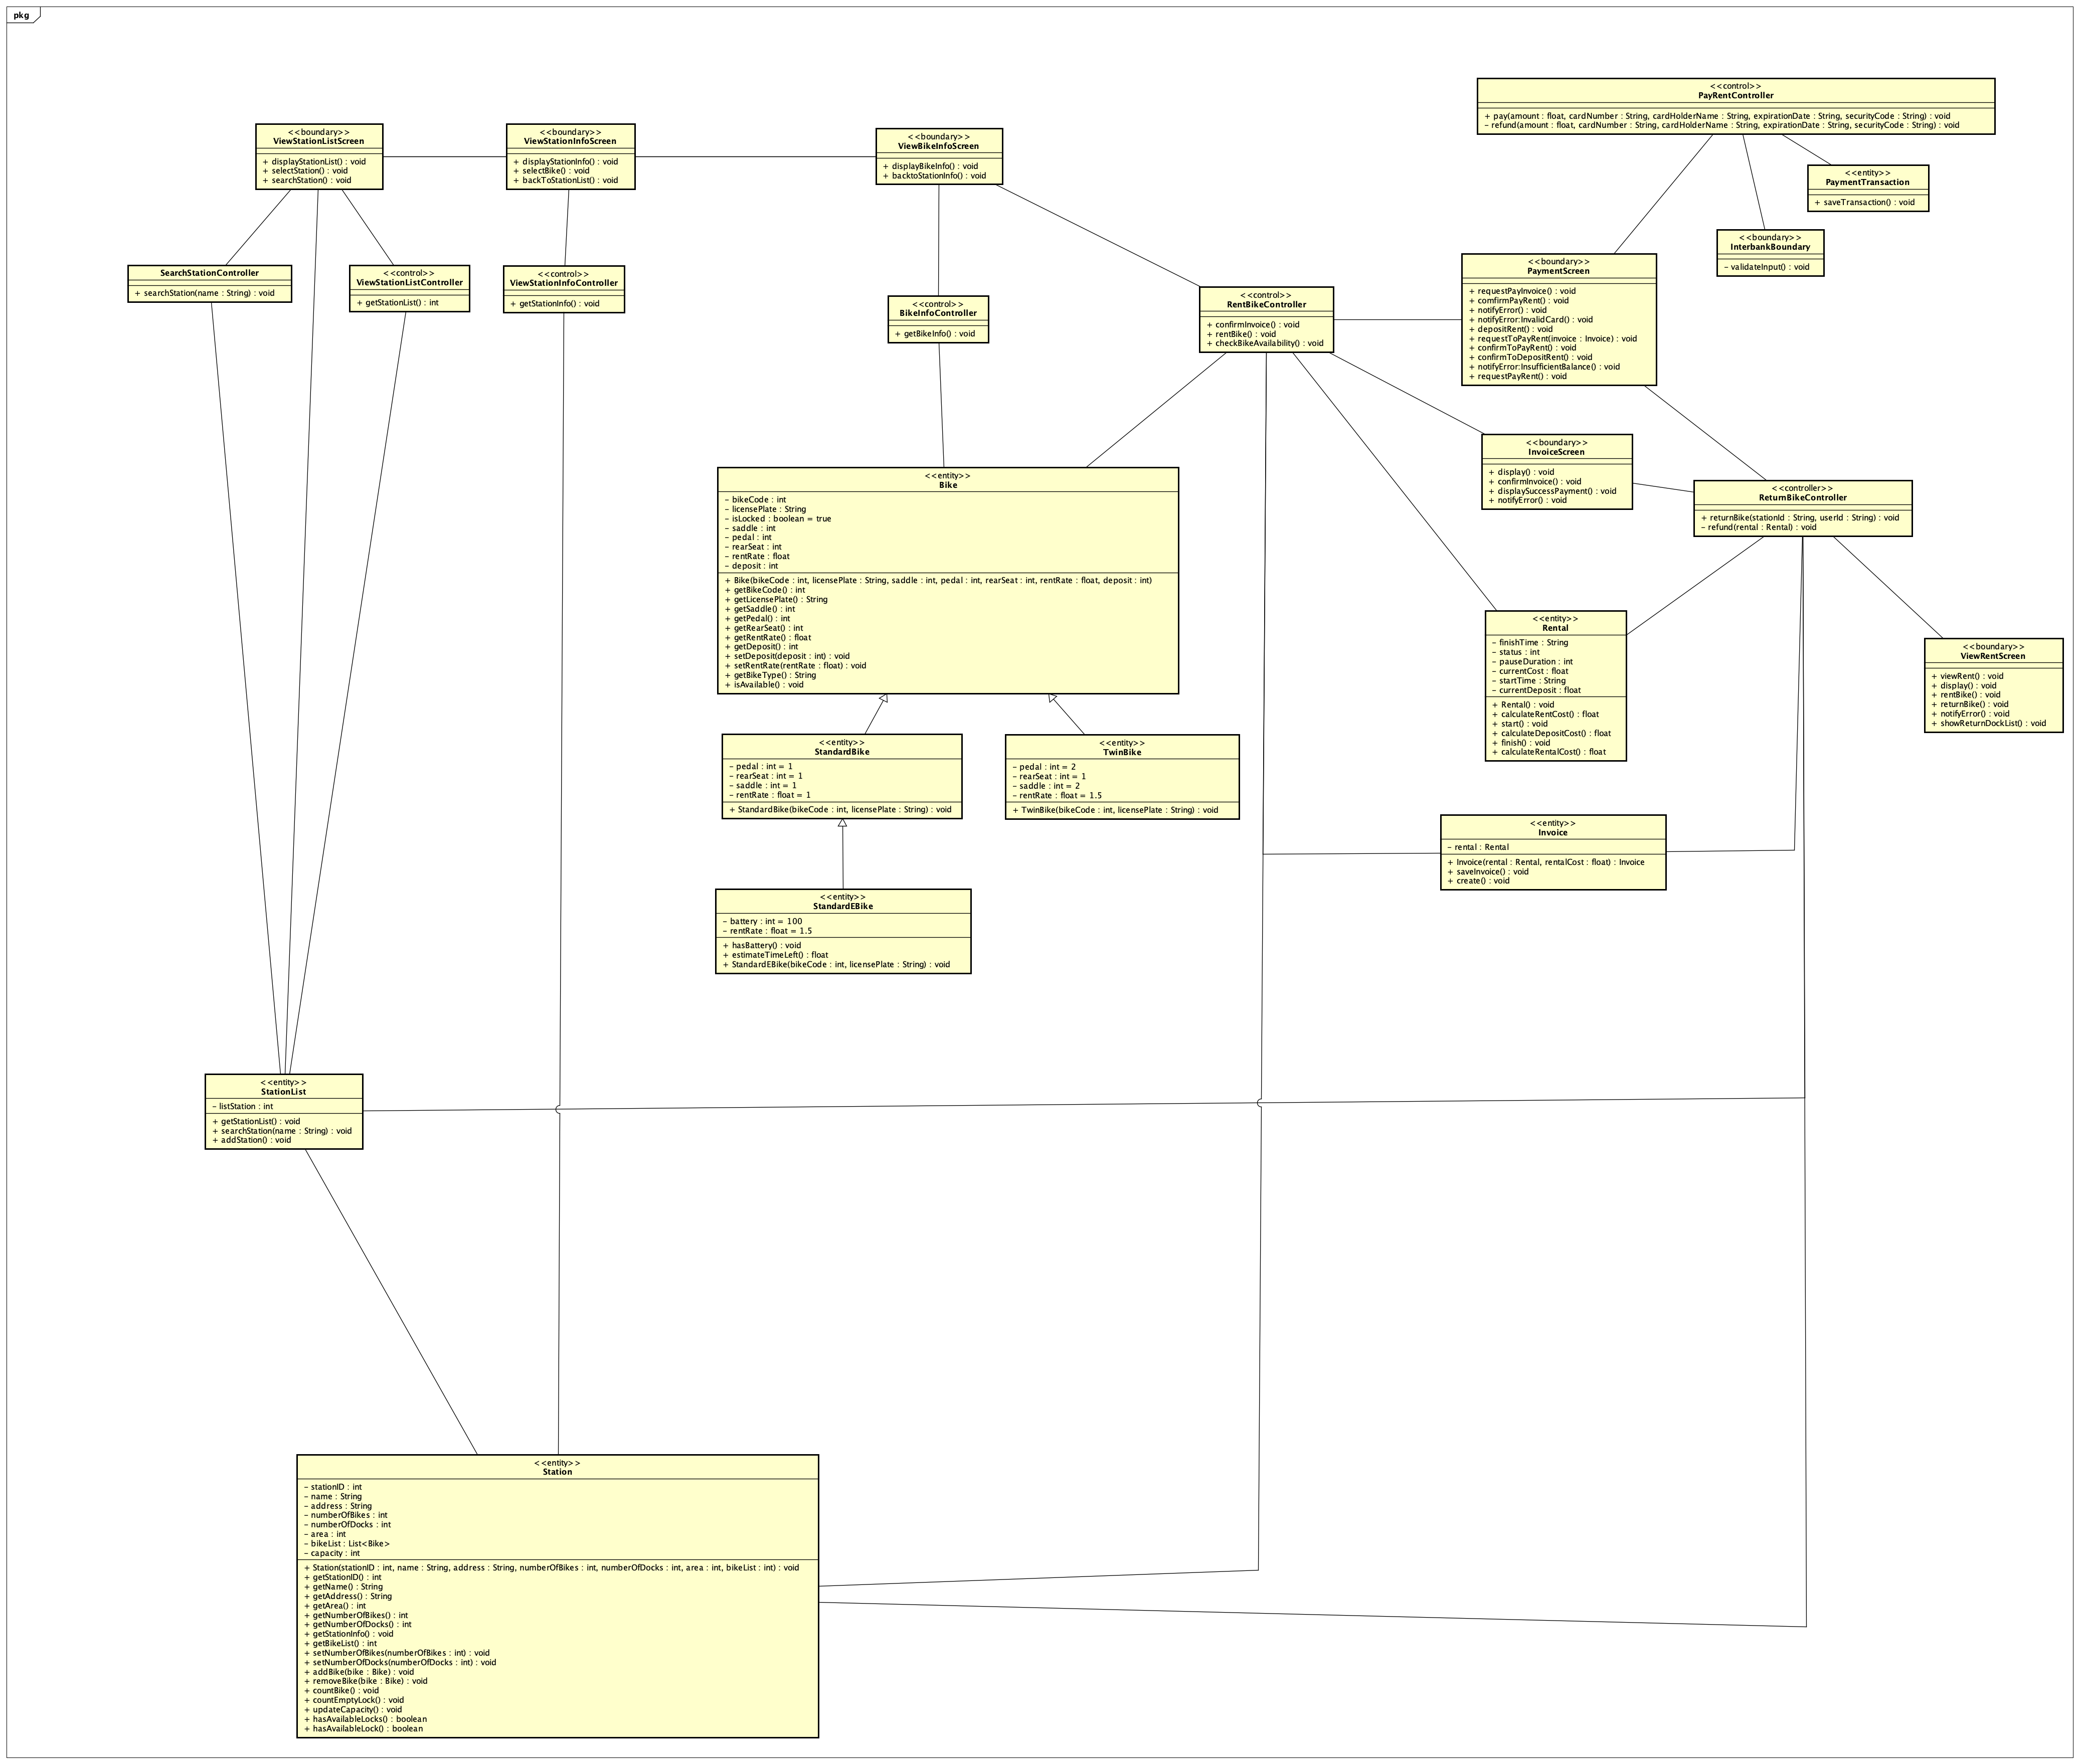 pkg
<<control>>
PayRentController
+ pay(amount : float, cardNumber : String, cardHolderName : String, expirationDate : String, securityCode : String) : void
− refund(amount : float, cardNumber : String, cardHolderName : String, expirationDate : String, securityCode : String) : void
<<boundary>>
ViewStationListScreen
+ displayStationList() : void
+ selectStation() : void
+ searchStation() : void
<<boundary>>
ViewStationInfoScreen
+ displayStationInfo() : void
+ selectBike() : void
+ backToStationList() : void
<<boundary>>
ViewBikeInfoScreen
+ displayBikeInfo() : void
+ backtoStationInfo() : void
<<entity>>
PaymentTransaction
+ saveTransaction() : void
<<boundary>>
InterbankBoundary
− validateInput() : void
SearchStationController
+ searchStation(name : String) : void
<<control>>
ViewStationListController
+ getStationList() : int
<<control>>
ViewStationInfoController
+ getStationInfo() : void
<<control>>
BikeInfoController
+ getBikeInfo() : void
<<control>>
RentBikeController
+ confirmInvoice() : void
+ rentBike() : void
+ checkBikeAvailability() : void
<<boundary>>
PaymentScreen
+ requestPayInvoice() : void
+ comfirmPayRent() : void
+ notifyError() : void
+ notifyError:InvalidCard() : void
+ depositRent() : void
+ requestToPayRent(invoice : Invoice) : void
+ confirmToPayRent() : void
+ confirmToDepositRent() : void
+ notifyError:InsufficientBalance() : void
+ requestPayRent() : void
<<boundary>>
InvoiceScreen
+ display() : void
+ confirmInvoice() : void
+ displaySuccessPayment() : void
+ notifyError() : void
<<controller>>
ReturnBikeController
+ returnBike(stationId : String, userId : String) : void
− refund(rental : Rental) : void
<<entity>>
Bike
− bikeCode : int
− licensePlate : String
− isLocked : boolean = true
− saddle : int
− pedal : int
− rearSeat : int
− rentRate : float
− deposit : int
+ Bike(bikeCode : int, licensePlate : String, saddle : int, pedal : int, rearSeat : int, rentRate : float, deposit : int)
+ getBikeCode() : int
+ getLicensePlate() : String
+ getSaddle() : int
+ getPedal() : int
+ getRearSeat() : int
+ getRentRate() : float
+ getDeposit() : int
+ setDeposit(deposit : int) : void
+ setRentRate(rentRate : float) : void
+ getBikeType() : String
+ isAvailable() : void
<<entity>>
Rental
− finishTime : String
− status : int
− pauseDuration : int
− currentCost : float
− startTime : String
− currentDeposit : float
+ Rental() : void
+ calculateRentCost() : float
+ start() : void
+ calculateDepositCost() : float
+ finish() : void
+ calculateRentalCost() : float
<<boundary>>
ViewRentScreen
+ viewRent() : void
+ display() : void
+ rentBike() : void
+ returnBike() : void
+ notifyError() : void
+ showReturnDockList() : void
<<entity>>
StandardBike
− pedal : int = 1
− rearSeat : int = 1
− saddle : int = 1
− rentRate : float = 1
+ StandardBike(bikeCode : int, licensePlate : String) : void
<<entity>>
TwinBike
− pedal : int = 2
− rearSeat : int = 1
− saddle : int = 2
− rentRate : float = 1.5
+ TwinBike(bikeCode : int, licensePlate : String) : void
<<entity>>
Invoice
− rental : Rental
+ Invoice(rental : Rental, rentalCost : float) : Invoice
+ saveInvoice() : void
+ create() : void
<<entity>>
StandardEBike
− battery : int = 100
− rentRate : float = 1.5
+ hasBattery() : void
+ estimateTimeLeft() : float
+ StandardEBike(bikeCode : int, licensePlate : String) : void
<<entity>>
StationList
− listStation : int
+ getStationList() : void
+ searchStation(name : String) : void
+ addStation() : void
<<entity>>
Station
− stationID : int
− name : String
− address : String
− numberOfBikes : int
− numberOfDocks : int
− area : int
− bikeList : List<Bike>
− capacity : int
+ Station(stationID : int, name : String, address : String, numberOfBikes : int, numberOfDocks : int, area : int, bikeList : int) : void
+ getStationID() : int
+ getName() : String
+ getAddress() : String
+ getArea() : int
+ getNumberOfBikes() : int
+ getNumberOfDocks() : int
+ getStationInfo() : void
+ getBikeList() : int
+ setNumberOfBikes(numberOfBikes : int) : void
+ setNumberOfDocks(numberOfDocks : int) : void
+ addBike(bike : Bike) : void
+ removeBike(bike : Bike) : void
+ countBike() : void
+ countEmptyLock() : void
+ updateCapacity() : void
+ hasAvailableLocks() : boolean
+ hasAvailableLock() : boolean